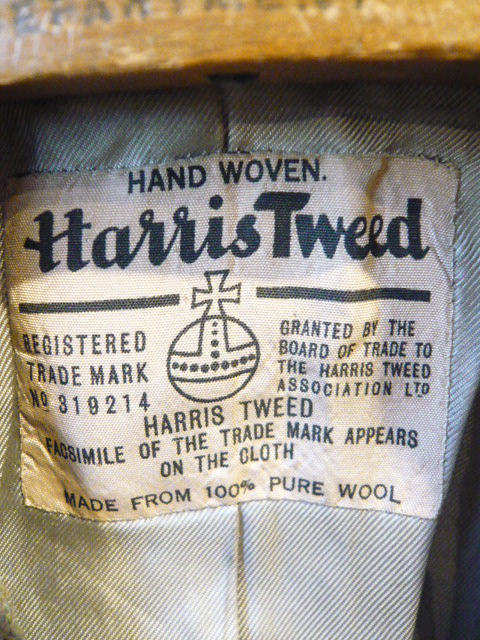 HAND WOVEN.
Harris Tweed
REGISTERED
TRADE MARK
No 319214
GRANTED BY THE
BOARD OF TRADE TO
THE HARRIS TWEED
ASSOCIATION LTD
HARRIS TWEED
FACSIMILE OF THE TRADE MARK APPEARS
ON THE CLOTH
MADE FROM 100% PURE WOOL